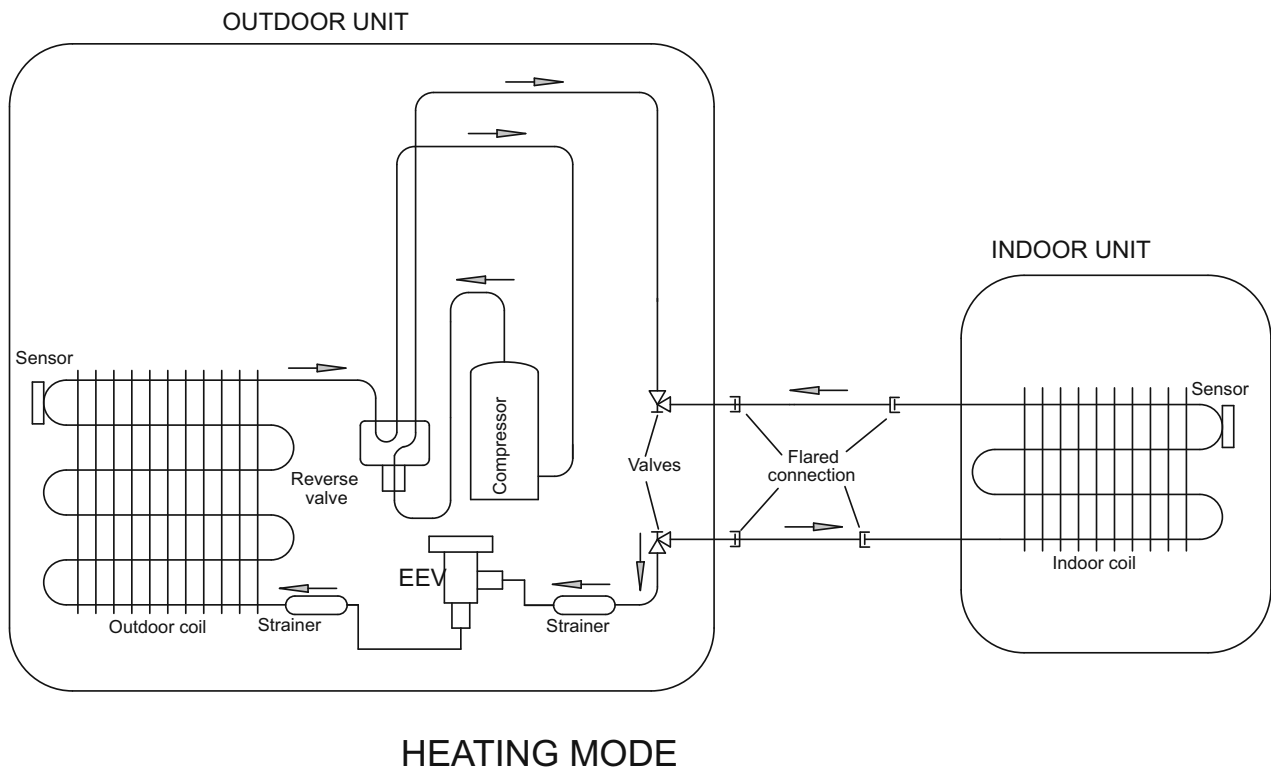 OUTDOOR UNIT
INDOOR UNIT
Sensor
Sensor
Compressor
Reverse
valve
Valves
Flared
connection
EEV
Indoor coil
Outdoor coil
Strainer
Strainer
HEATING MODE